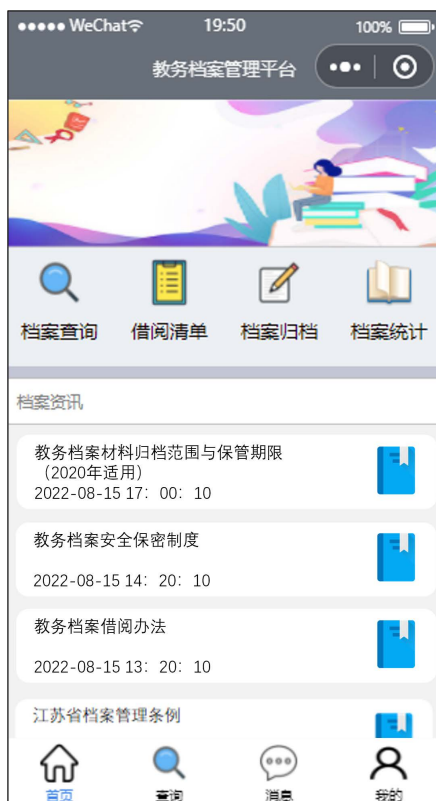 WeChat 19:50 100%
教务档案管理平台
档案查询 借阅清单 档案归档 档案统计
档案资讯
教务档案材料归档范围与保管期限
（2020年适用）
2022-08-15 17：00：10
教务档案安全保密制度
2022-08-15 14：20：10
教务档案借阅办法
2022-08-15 13：20：10
江苏省档案管理条例
首页 查询 消息 我的